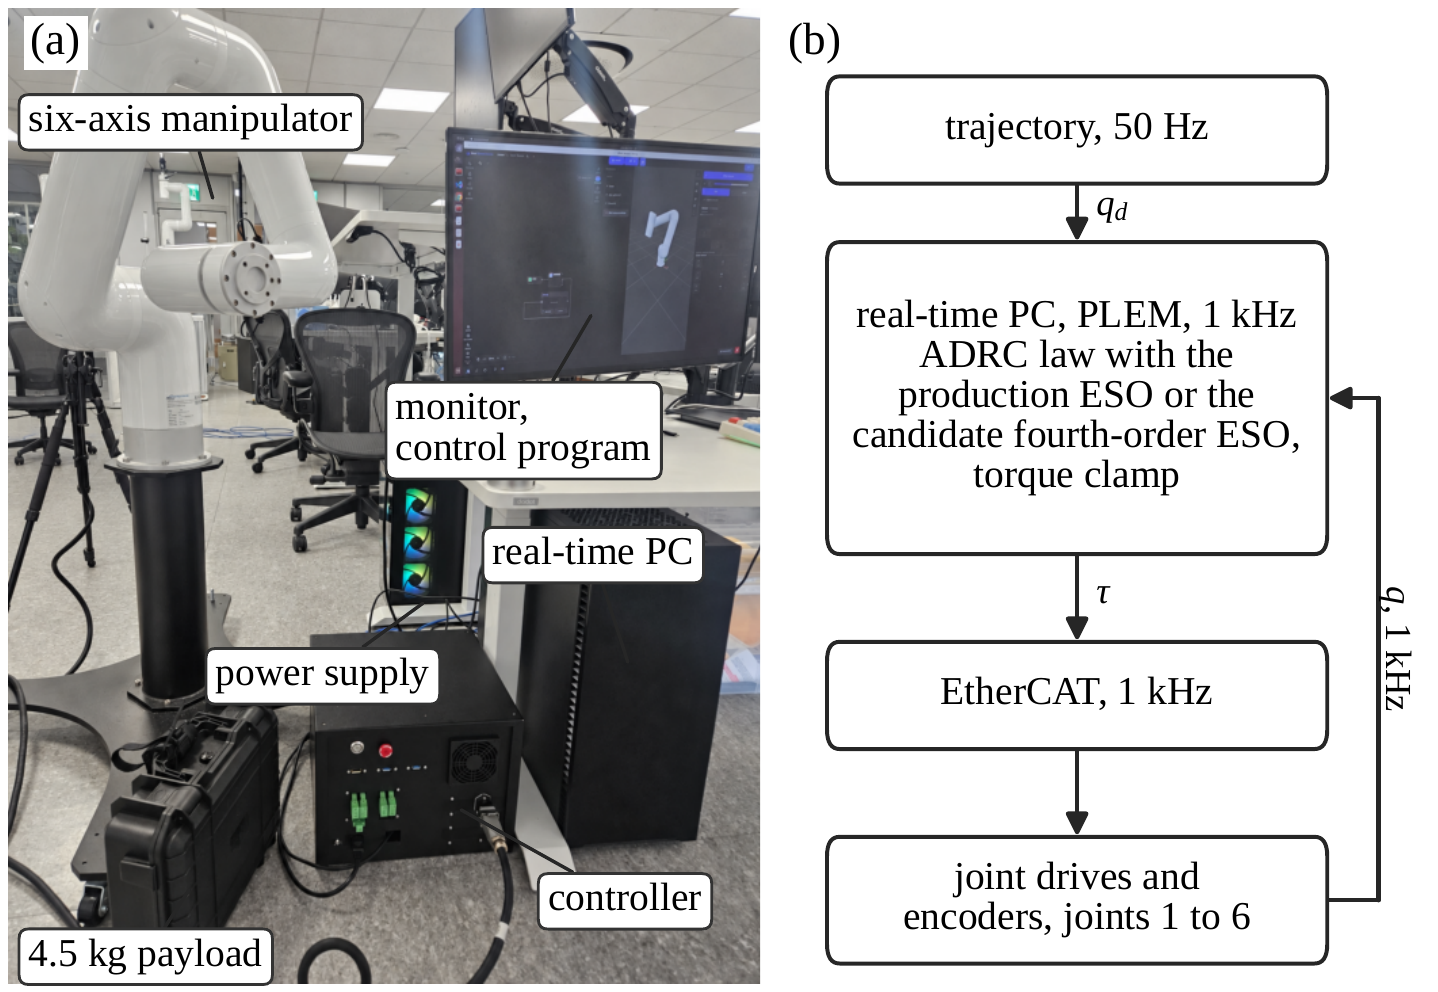 (a)
six-axis manipulator
monitor,
control program
real-time PC
power supply
controller
4.5 kg payload
(b)
trajectory, 50 Hz
q_d
real-time PC, PLEM, 1 kHz
ADRC law with the
production ESO or the
candidate fourth-order ESO,
torque clamp
τ
EtherCAT, 1 kHz
joint drives and
encoders, joints 1 to 6
q, 1 kHz